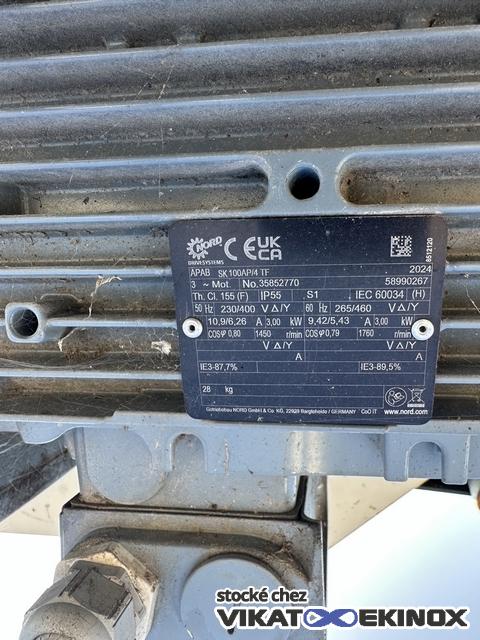 NORD
DRIVESYSTEMS
CE UK CA
8512120
APAB SK 100AP/4 TF 2024
3 ~ Mot. No. 35852770 58990267
Th. Cl. 155 (F) IP55 S1 IEC 60034 (H)
50 Hz 230/400 V Δ/Y 60 Hz 265/460 V Δ/Y
10,9/6,26 A 3,00 kW 9,42/5,43 A 3,00 kW
COSφ 0,80 1450 r/min COSφ 0,79 1760 r/min
V Δ/Y V Δ/Y
A A
IE3-87,7% IE3-89,5%
28 kg
www.nord.com
Getriebebau NORD GmbH & Co. KG, 22929 Bargteheide / GERMANY / CoO IT
stocké chez
VIKATEKINOX